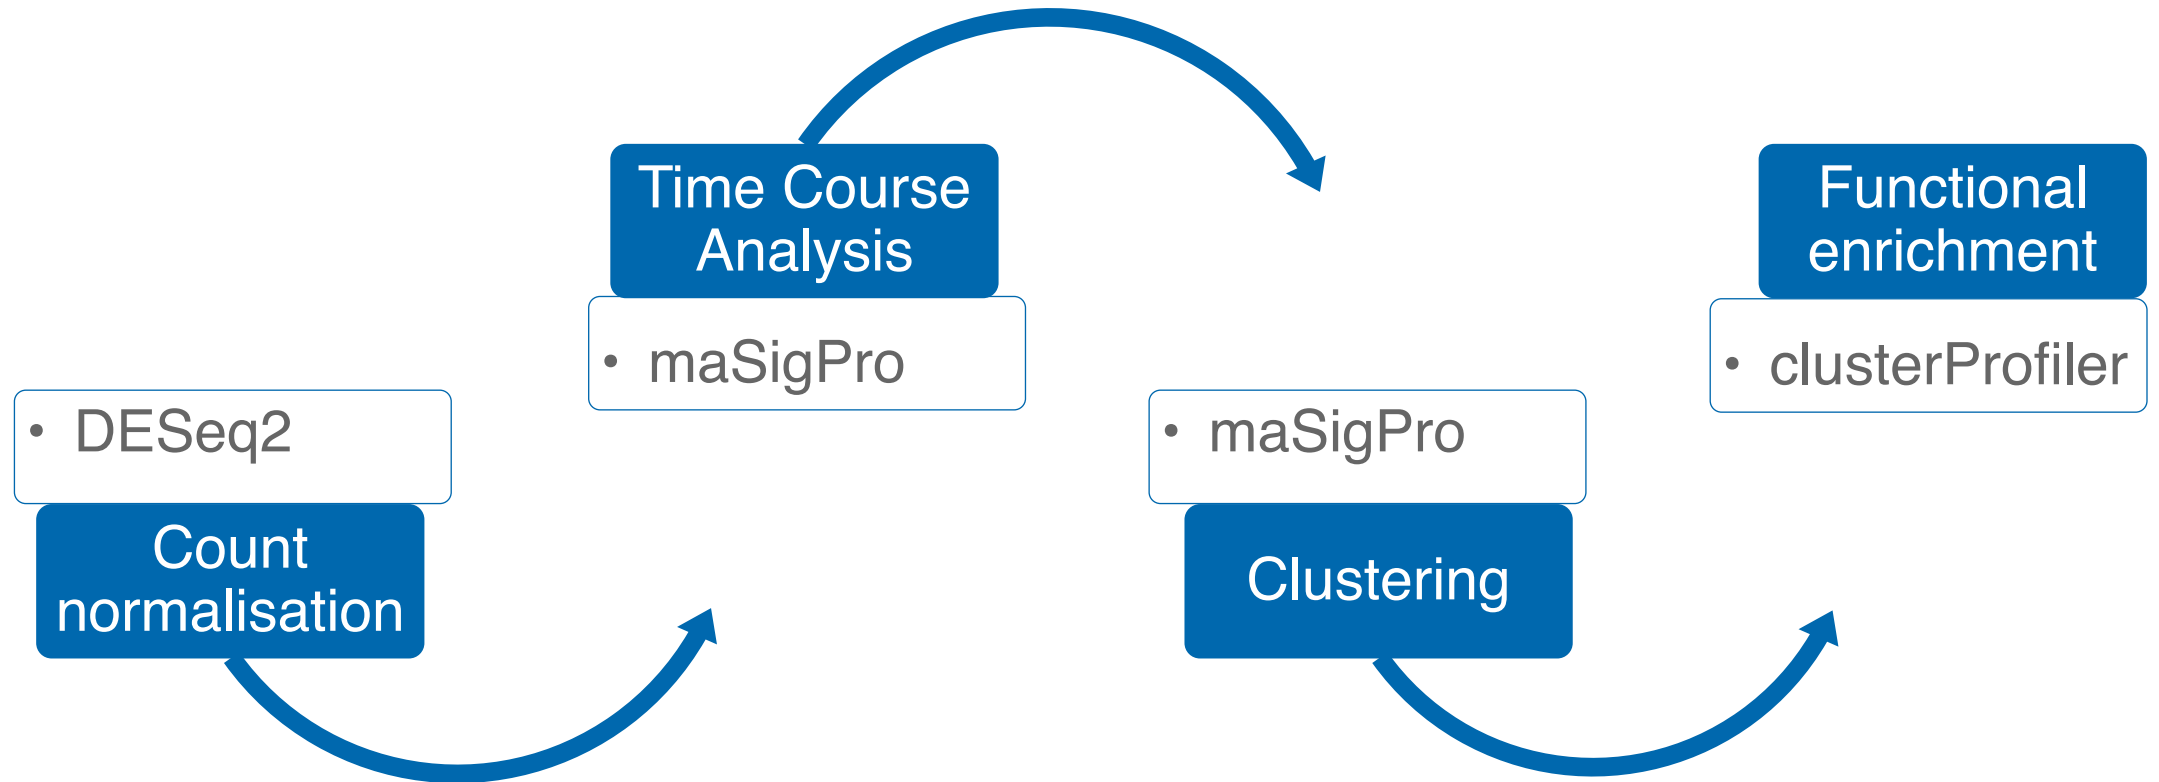 • DESeq2
Count
normalisation
Time Course
Analysis
• maSigPro
• maSigPro
Clustering
Functional
enrichment
• clusterProfiler